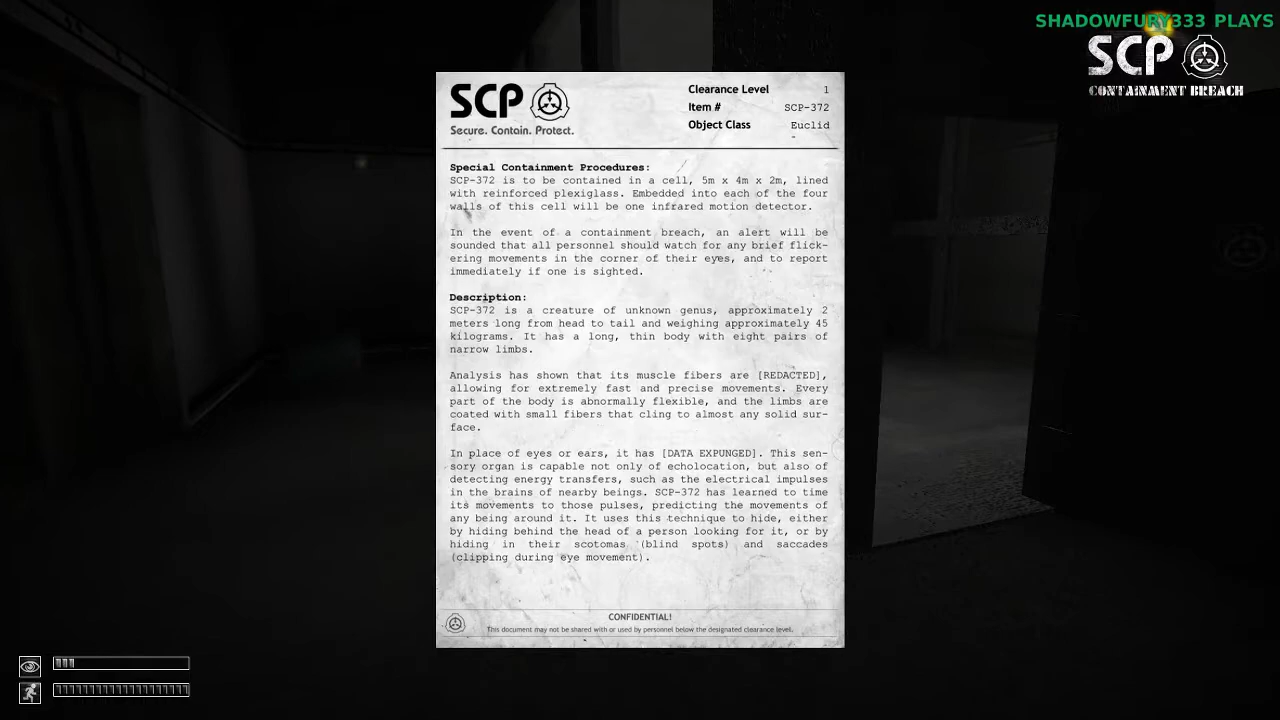 SHADOWFURY333 PLAYS
SCP
CONTAINMENT BREACH
SCP
Secure. Contain. Protect.
Clearance Level 1
Item # SCP-372
Object Class Euclid
-
Special Containment Procedures:
SCP-372 is to be contained in a cell, 5m x 4m x 2m, lined
with reinforced plexiglass. Embedded into each of the four
walls of this cell will be one infrared motion detector.
In the event of a containment breach, an alert will be
sounded that all personnel should watch for any brief flick-
ering movements in the corner of their eyes, and to report
immediately if one is sighted.
Description:
SCP-372 is a creature of unknown genus, approximately 2
meters long from head to tail and weighing approximately 45
kilograms. It has a long, thin body with eight pairs of
narrow limbs.
Analysis has shown that its muscle fibers are [REDACTED],
allowing for extremely fast and precise movements. Every
part of the body is abnormally flexible, and the limbs are
coated with small fibers that cling to almost any solid sur-
face.
In place of eyes or ears, it has [DATA EXPUNGED]. This sen-
sory organ is capable not only of echolocation, but also of
detecting energy transfers, such as the electrical impulses
in the brains of nearby beings. SCP-372 has learned to time
its movements to those pulses, predicting the movements of
any being around it. It uses this technique to hide, either
by hiding behind the head of a person looking for it, or by
hiding in their scotomas (blind spots) and saccades
(clipping during eye movement).
CONFIDENTIAL!
This document may not be shared with or used by personnel below the designated clearance level.